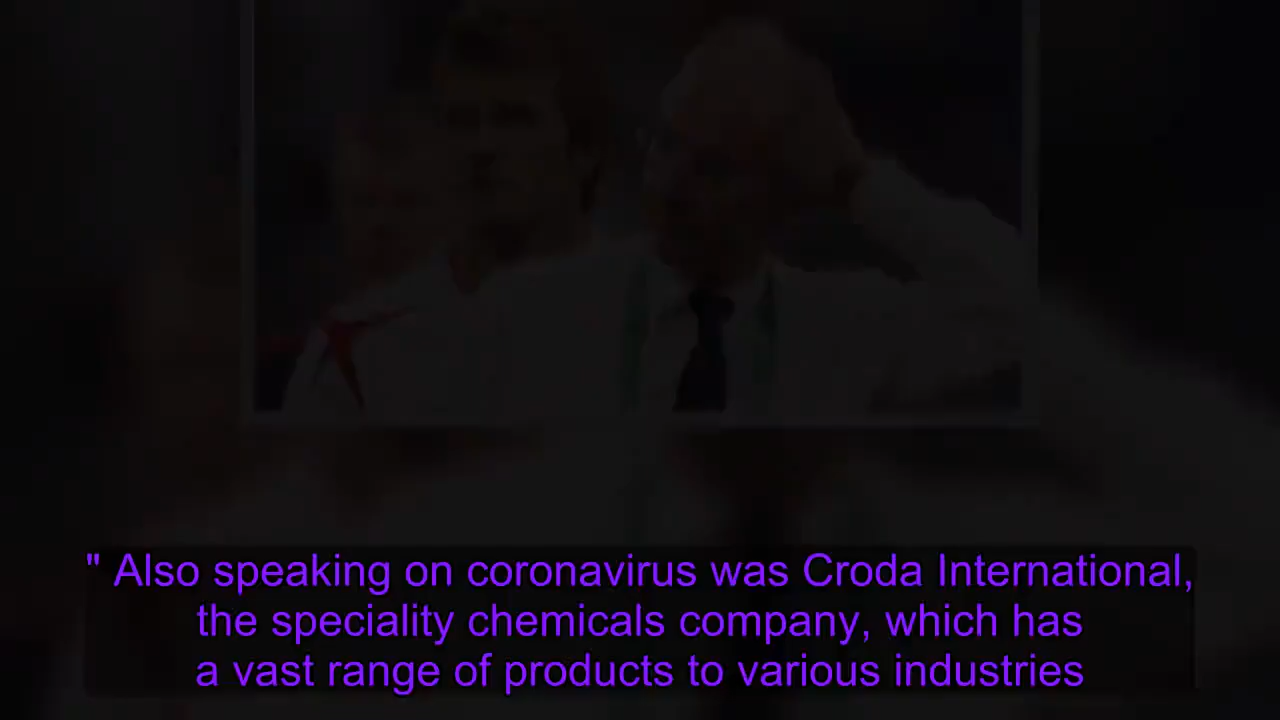 " Also speaking on coronavirus was Croda International,
the speciality chemicals company, which has
a vast range of products to various industries